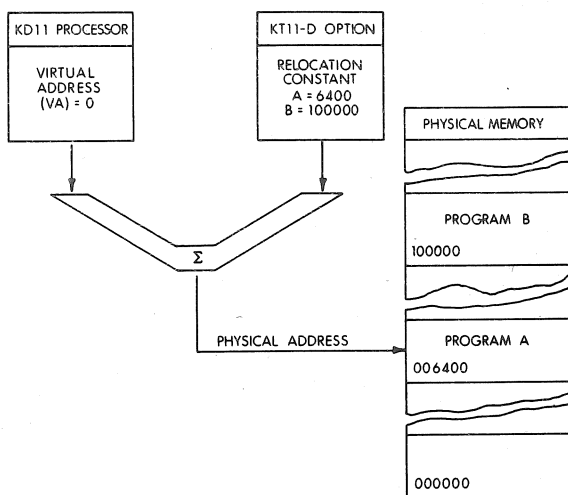 KD11 PROCESSOR
VIRTUAL
ADDRESS
(VA) = 0
KT11-D OPTION
RELOCATION
CONSTANT
A = 6400
B = 100000
Σ
PHYSICAL ADDRESS
PHYSICAL MEMORY
PROGRAM B
100000
PROGRAM A
006400
000000